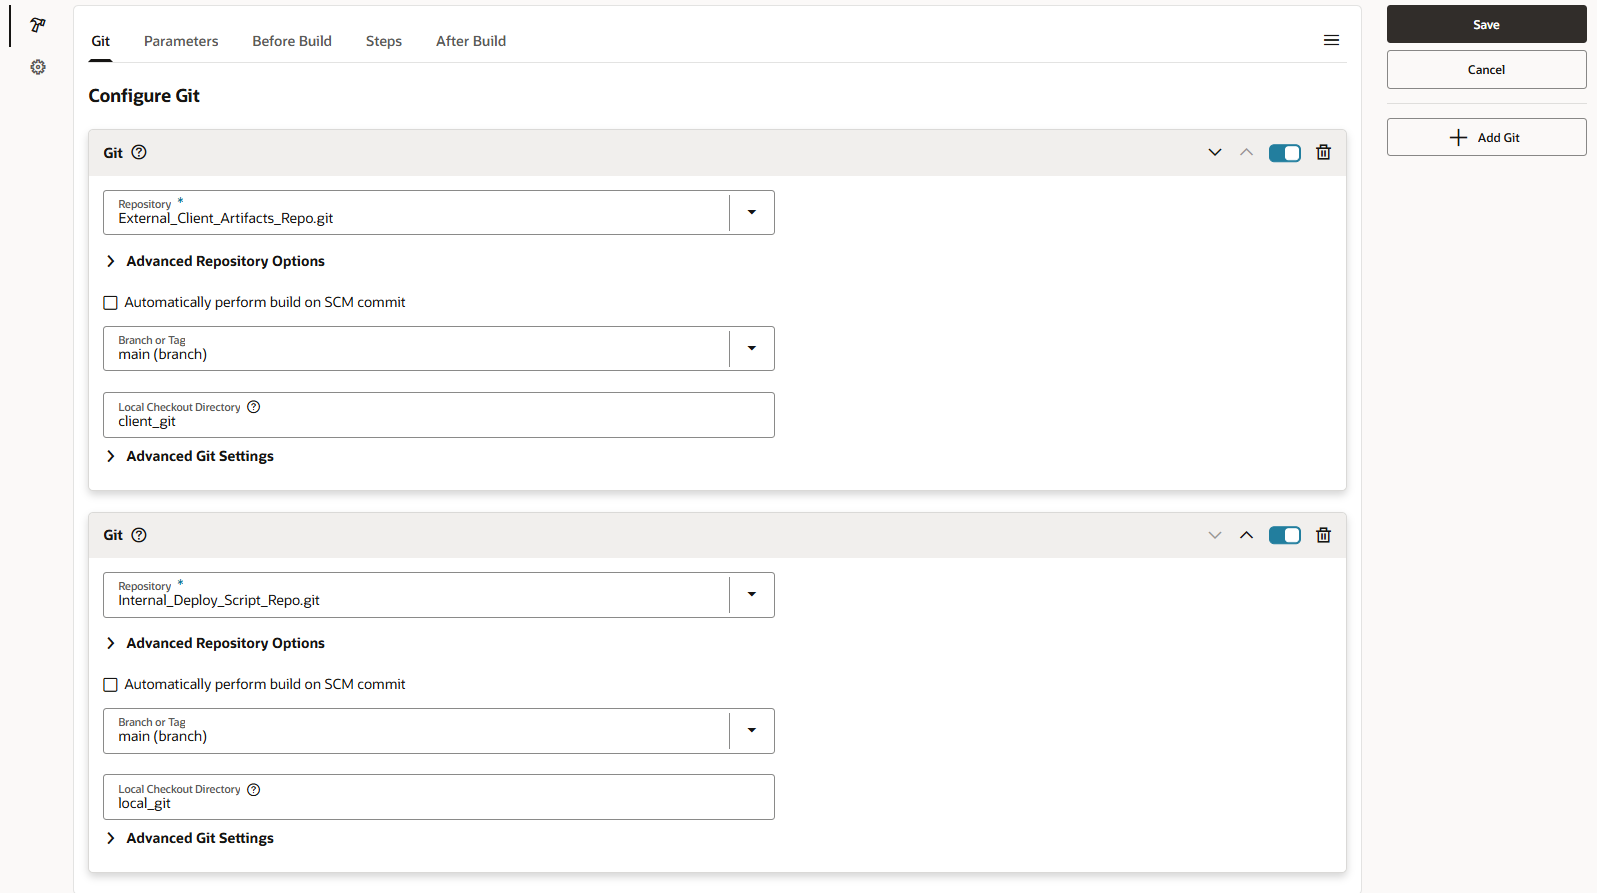 Git Parameters Before Build Steps After Build
Save
Cancel
Add Git
Configure Git
Git
Repository *
External_Client_Artifacts_Repo.git
Advanced Repository Options
Automatically perform build on SCM commit
Branch or Tag
main (branch)
Local Checkout Directory
client_git
Advanced Git Settings
Git
Repository *
Internal_Deploy_Script_Repo.git
Advanced Repository Options
Automatically perform build on SCM commit
Branch or Tag
main (branch)
Local Checkout Directory
local_git
Advanced Git Settings